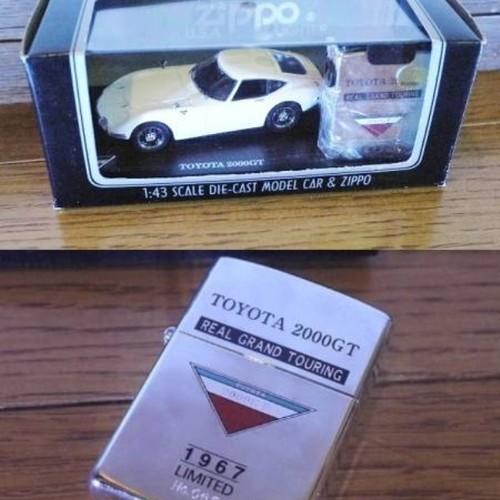 zippo
TOYOTA 2000GT
REAL GRAND TOURING
TOYOTA 2000GT
1:43 SCALE DIE-CAST MODEL CAR & ZIPPO
TOYOTA 2000GT
REAL GRAND TOURING
1967
LIMITED